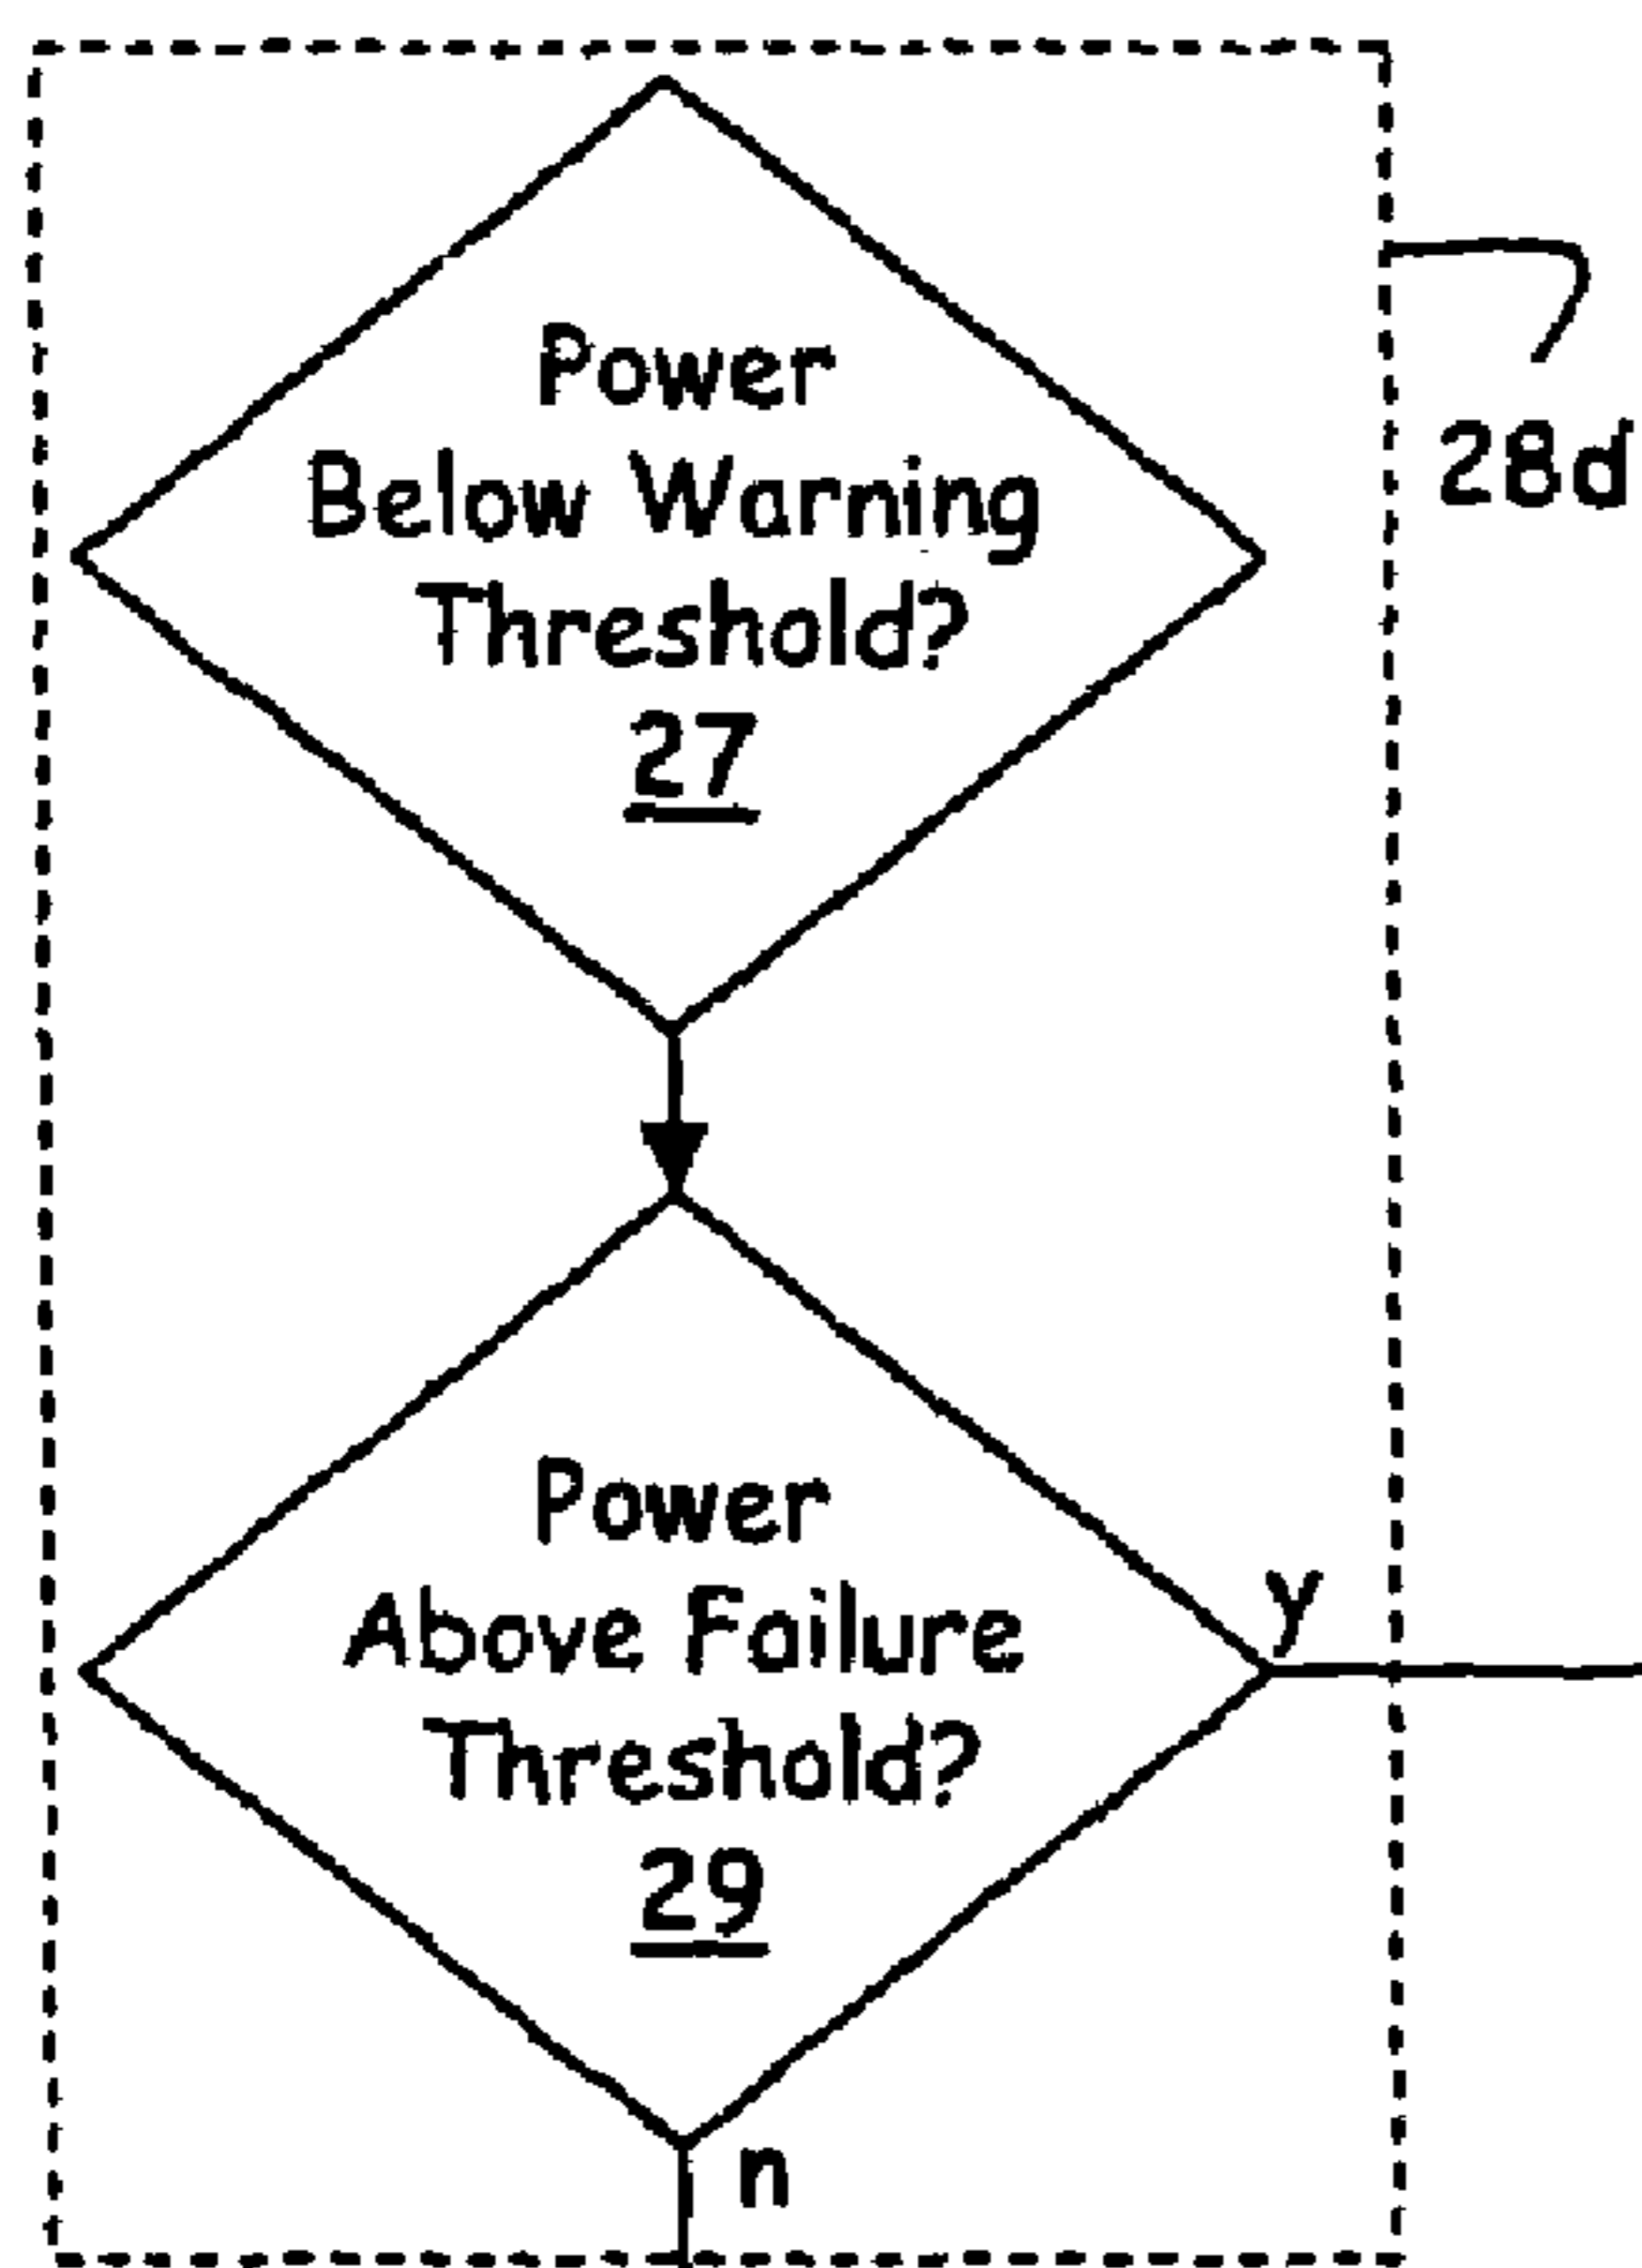 Power
Below Warning
Threshold?
27
28d
Power
Above Failure
Threshold?
29
y
n